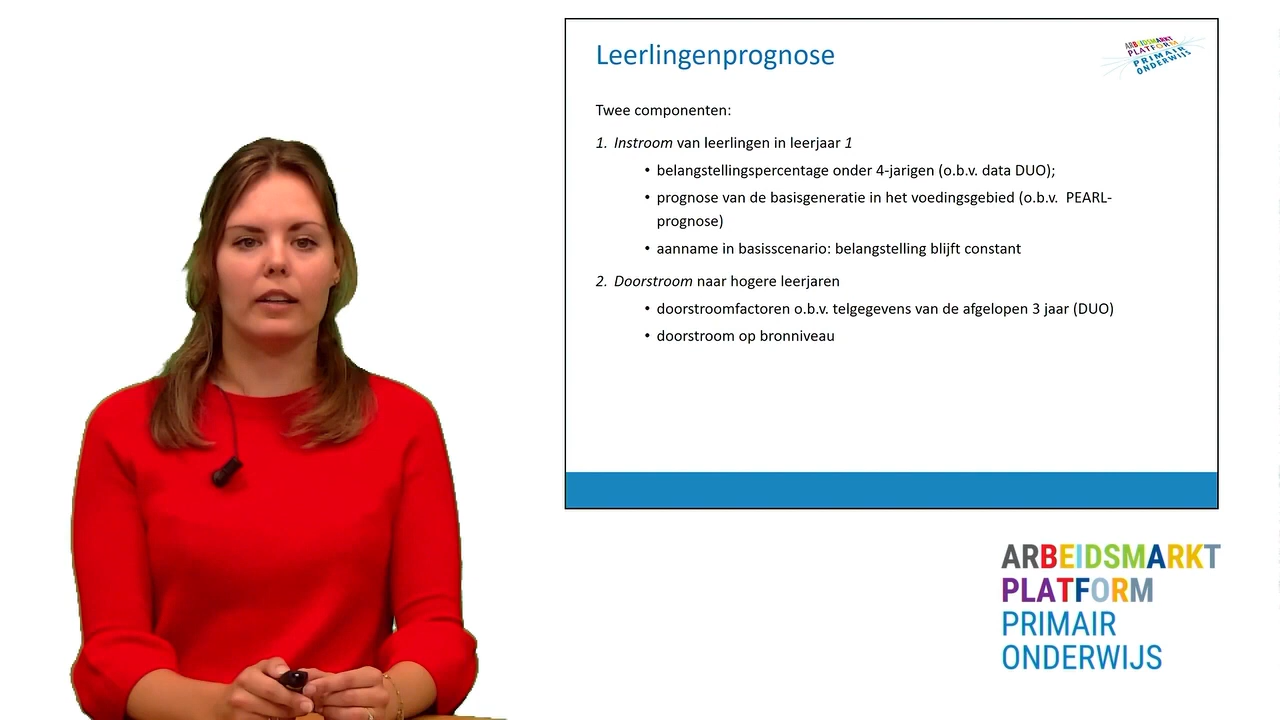 Leerlingenprognose
ARBEIDSMARKT
PLATFORM
PRIMAIR
ONDERWIJS
Twee componenten:
1. Instroom van leerlingen in leerjaar 1
• belangstellingspercentage onder 4-jarigen (o.b.v. data DUO);
• prognose van de basisgeneratie in het voedingsgebied (o.b.v. PEARL-
prognose)
• aanname in basisscenario: belangstelling blijft constant
2. Doorstroom naar hogere leerjaren
• doorstroomfactoren o.b.v. telgegevens van de afgelopen 3 jaar (DUO)
• doorstroom op bronniveau
ARBEIDSMARKT
PLATFORM
PRIMAIR
ONDERWIJS